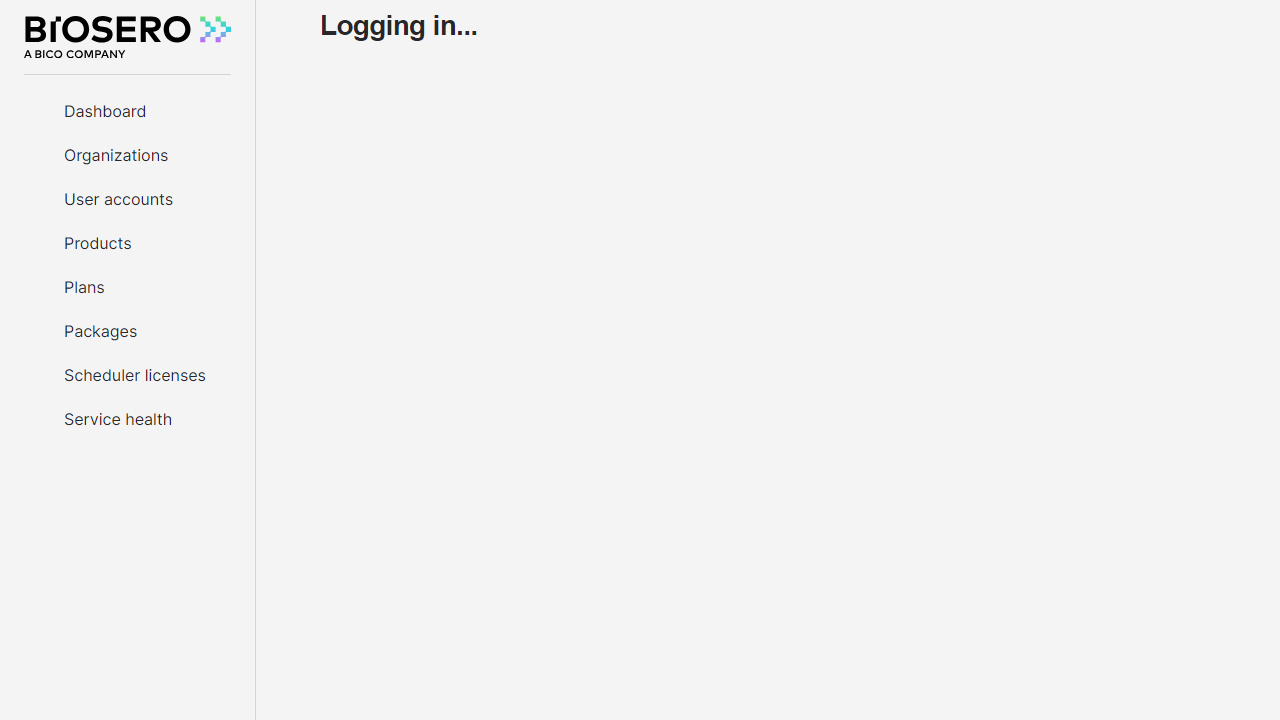 BIOSERO
A BICO COMPANY
Dashboard
Organizations
User accounts
Products
Plans
Packages
Scheduler licenses
Service health
Logging in...